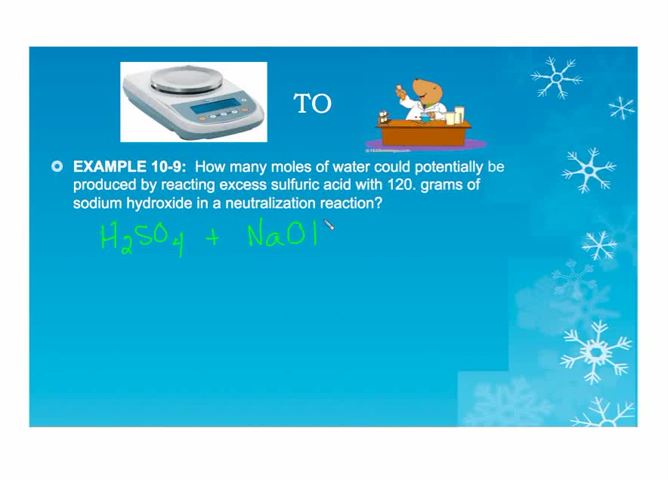 TO
EXAMPLE 10-9: How many moles of water could potentially be
produced by reacting excess sulfuric acid with 120. grams of
sodium hydroxide in a neutralization reaction?
H₂SO₄ + NaOl